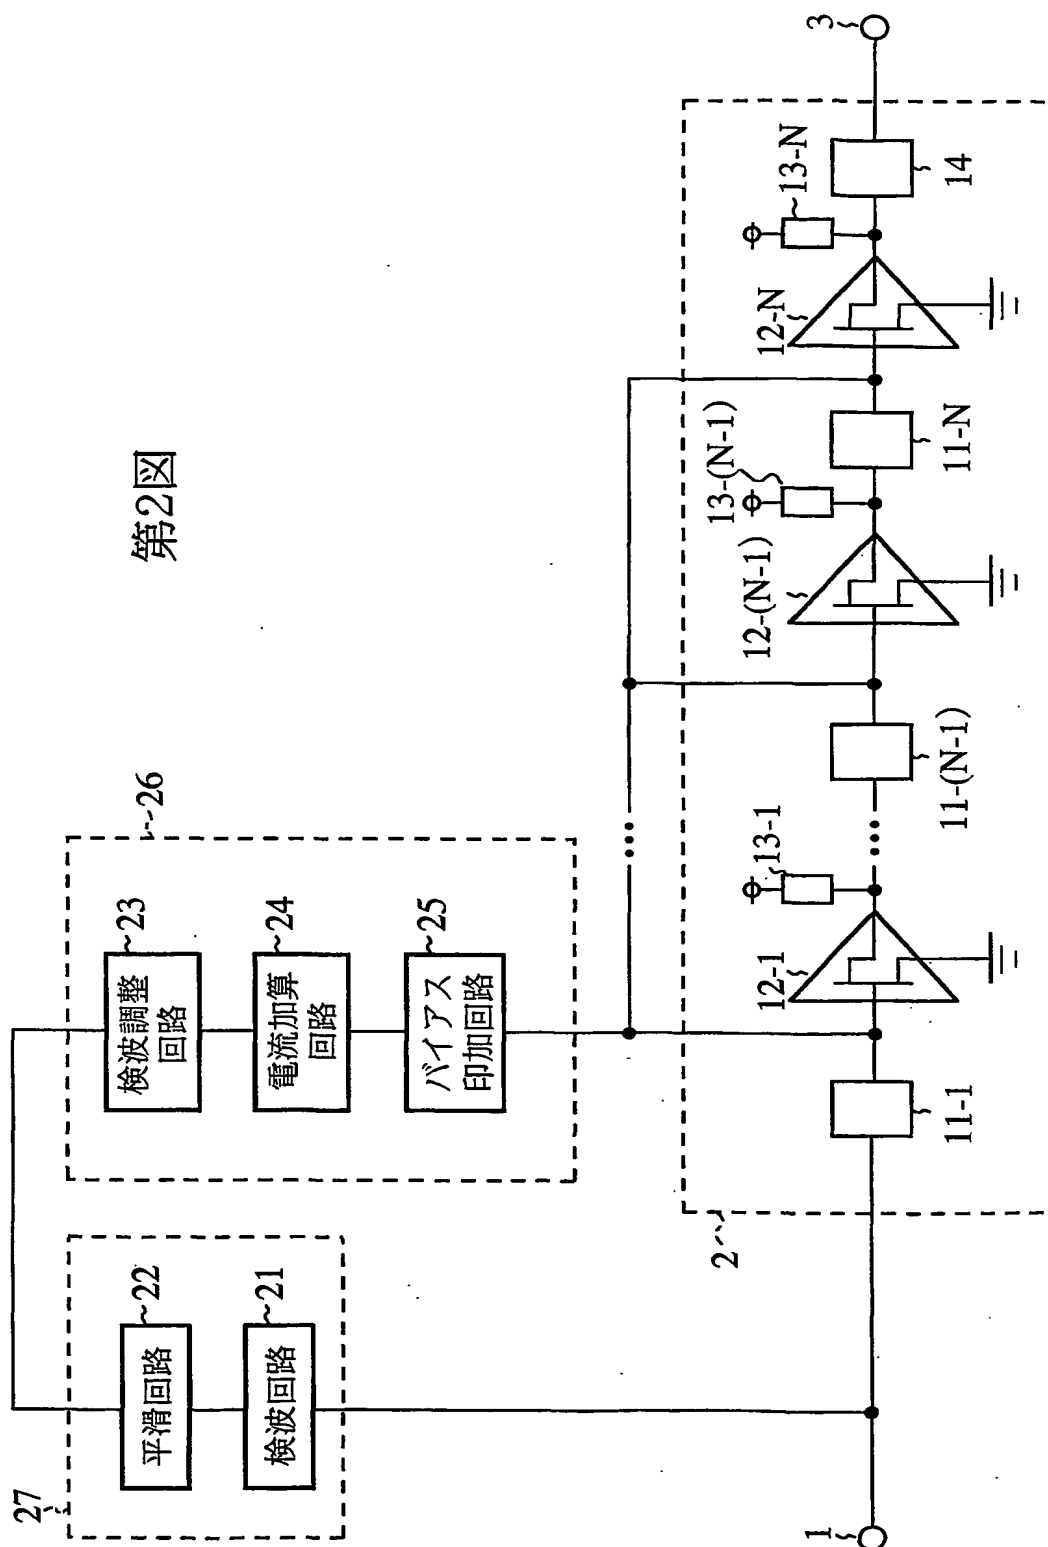 第2図
27
平滑回路
22
検波回路
21
26
検波調整
回路
23
電流加算
回路
24
バイアス
印加回路
25
1
2
11-1
12-1
13-1
11-(N-1)
12-(N-1)
13-(N-1)
11-N
12-N
13-N
14
3